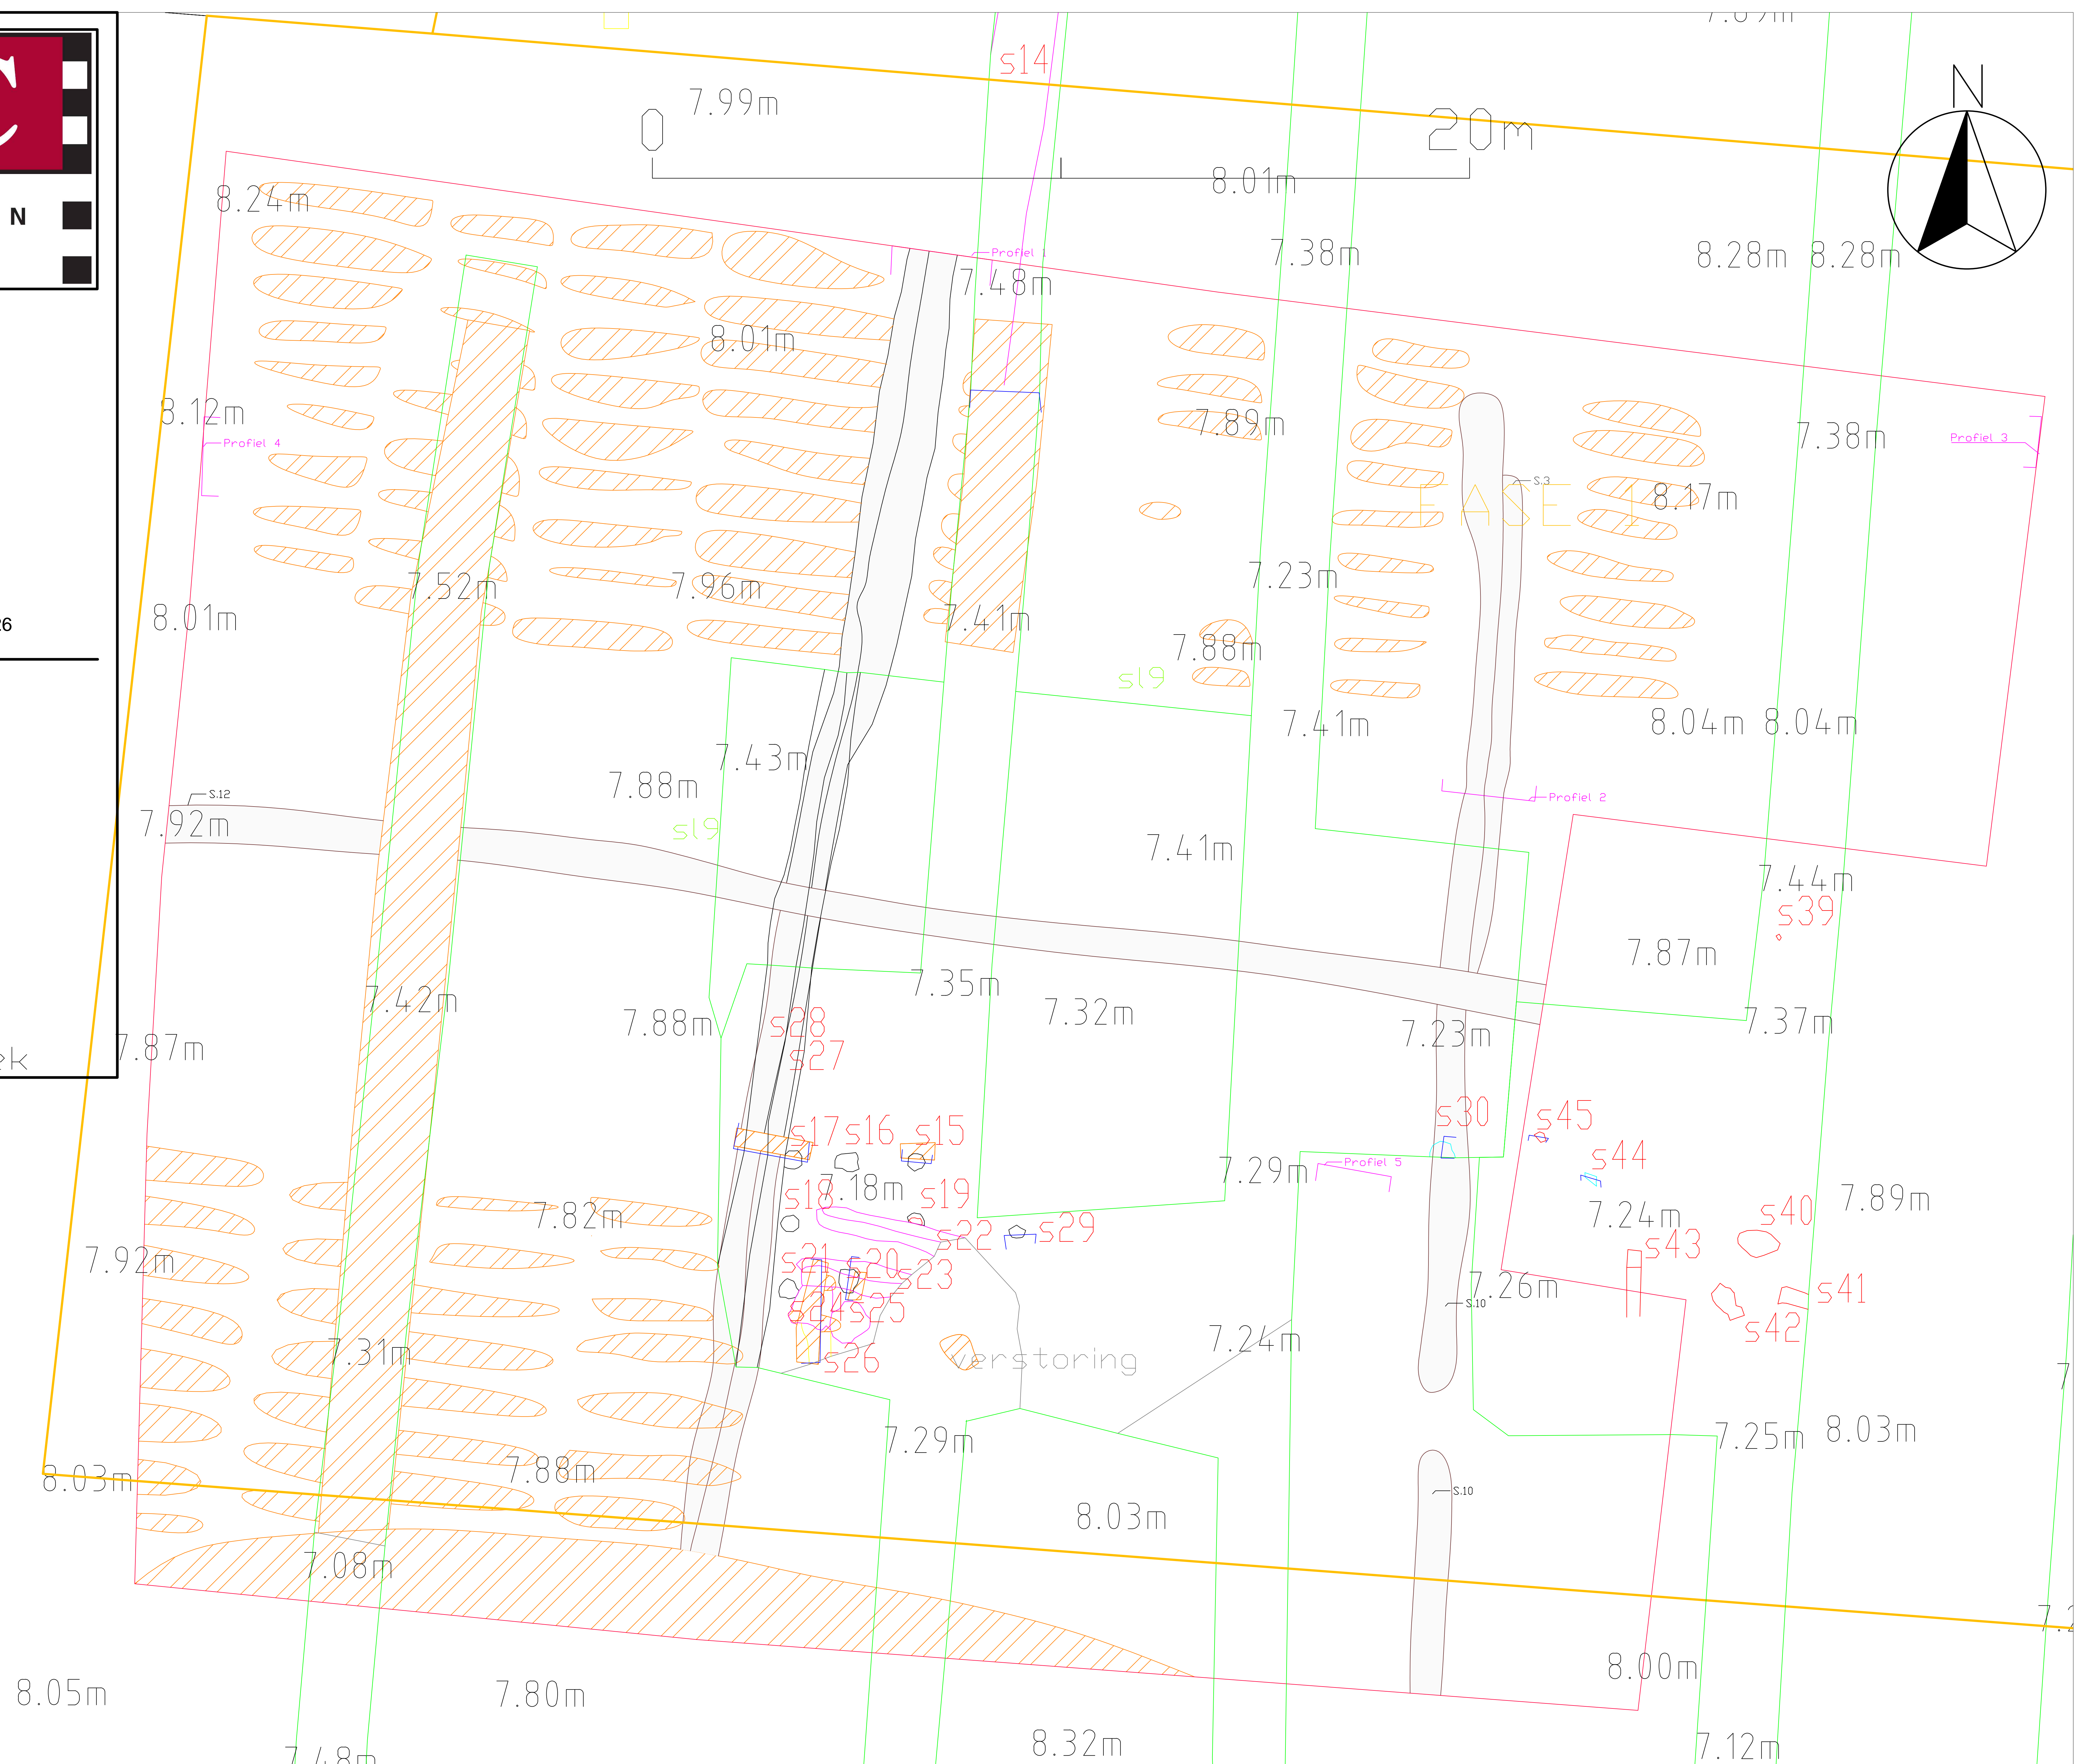 N
26
ek
s14
7.99m
0
20m
N
8.24m
8.01m
7.38m
8.28m 8.28m
Profiel 1
7.48m
8.01m
8.12m
Profiel 4
7.89m
7.38m
Profiel 3
S.3
FASE 1
8.17m
7.52m
7.96m
7.23m
8.01m
7.41m
7.88m
sl9
7.41m
8.04m 8.04m
7.43m
7.88m
Profiel 2
S.12
7.92m
sl9
7.41m
7.44m
s39
7.87m
7.35m
7.42m
7.32m
7.88m
s28
7.23m
7.37m
7.87m
s27
s17 s16 s15
s30
s45
Profiel 5
s44
7.29m
7.18m
s18
s19
7.89m
7.82m
7.24m
s40
s22
s29
s43
7.92m
s21
s20
s23
7.26m
s41
s24 s25
S.10
s42
7.31m
s26
verstoring
7.24m
7.29m
7.25m
8.03m
8.03m
7.88m
S.10
8.03m
7.08m
8.00m
8.05m
7.80m
8.32m
7.12m
7.48m